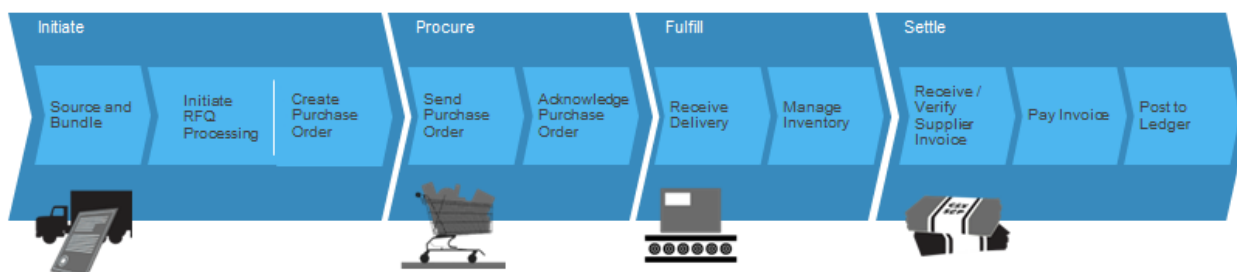 Initiate
Source and
Bundle
Initiate
RFQ
Processing
Create
Purchase
Order
Procure
Send
Purchase
Order
Acknowledge
Purchase
Order
Fulfill
Receive
Delivery
Manage
Inventory
Settle
Receive /
Verify
Supplier
Invoice
Pay Invoice
Post to
Ledger